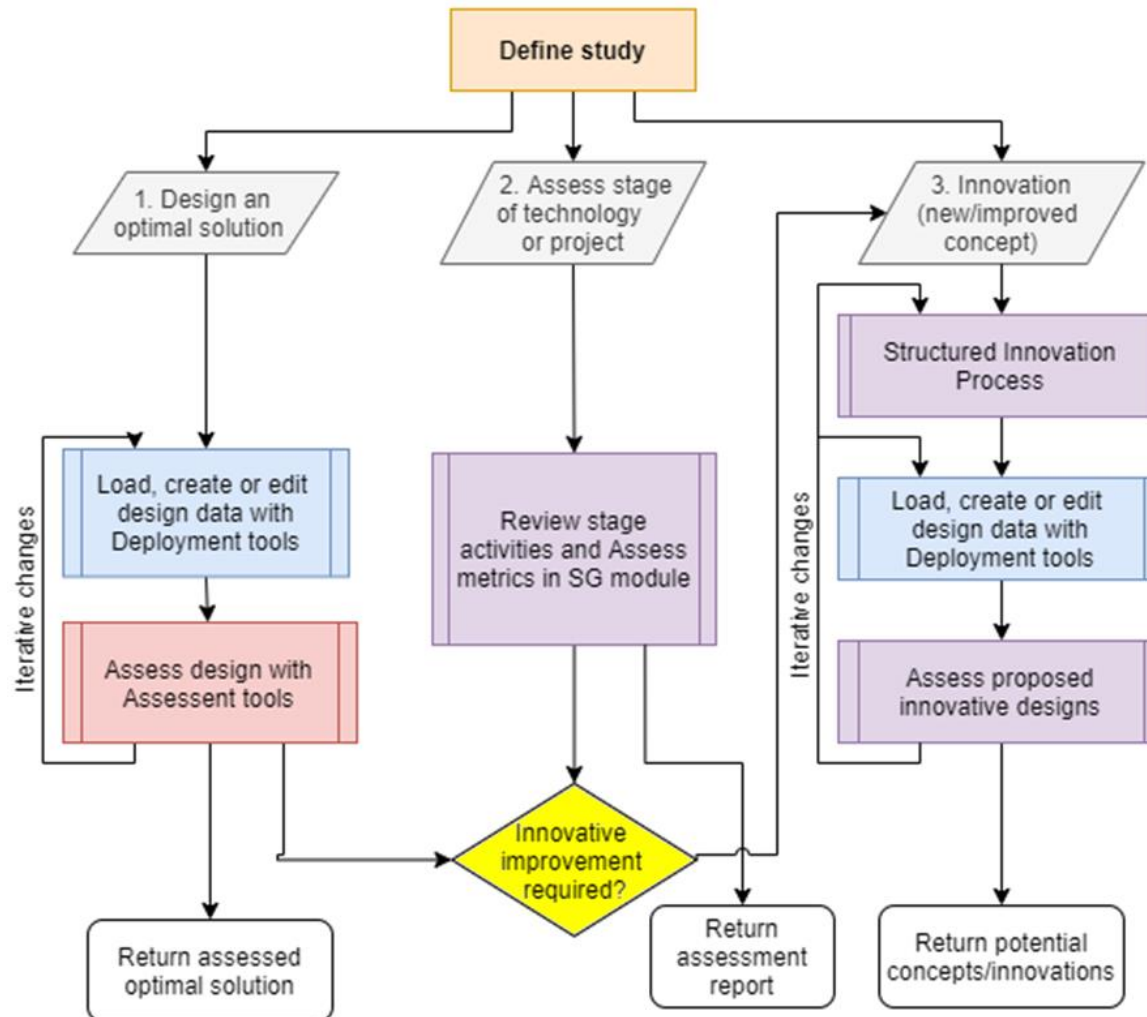 Define study
1. Design an
optimal solution
2. Assess stage
of technology
or project
3. Innovation
(new/improved
concept)
Structured Innovation
Process
Load, create or edit
design data with
Deployment tools
Iterative changes
Assess design with
Assessent tools
Review stage
activities and Assess
metrics in SG module
Load, create or edit
design data with
Deployment tools
Iterative changes
Assess proposed
innovative designs
Innovative
improvement
required?
Return assessed
optimal solution
Return
assessment
report
Return potential
concepts/innovations